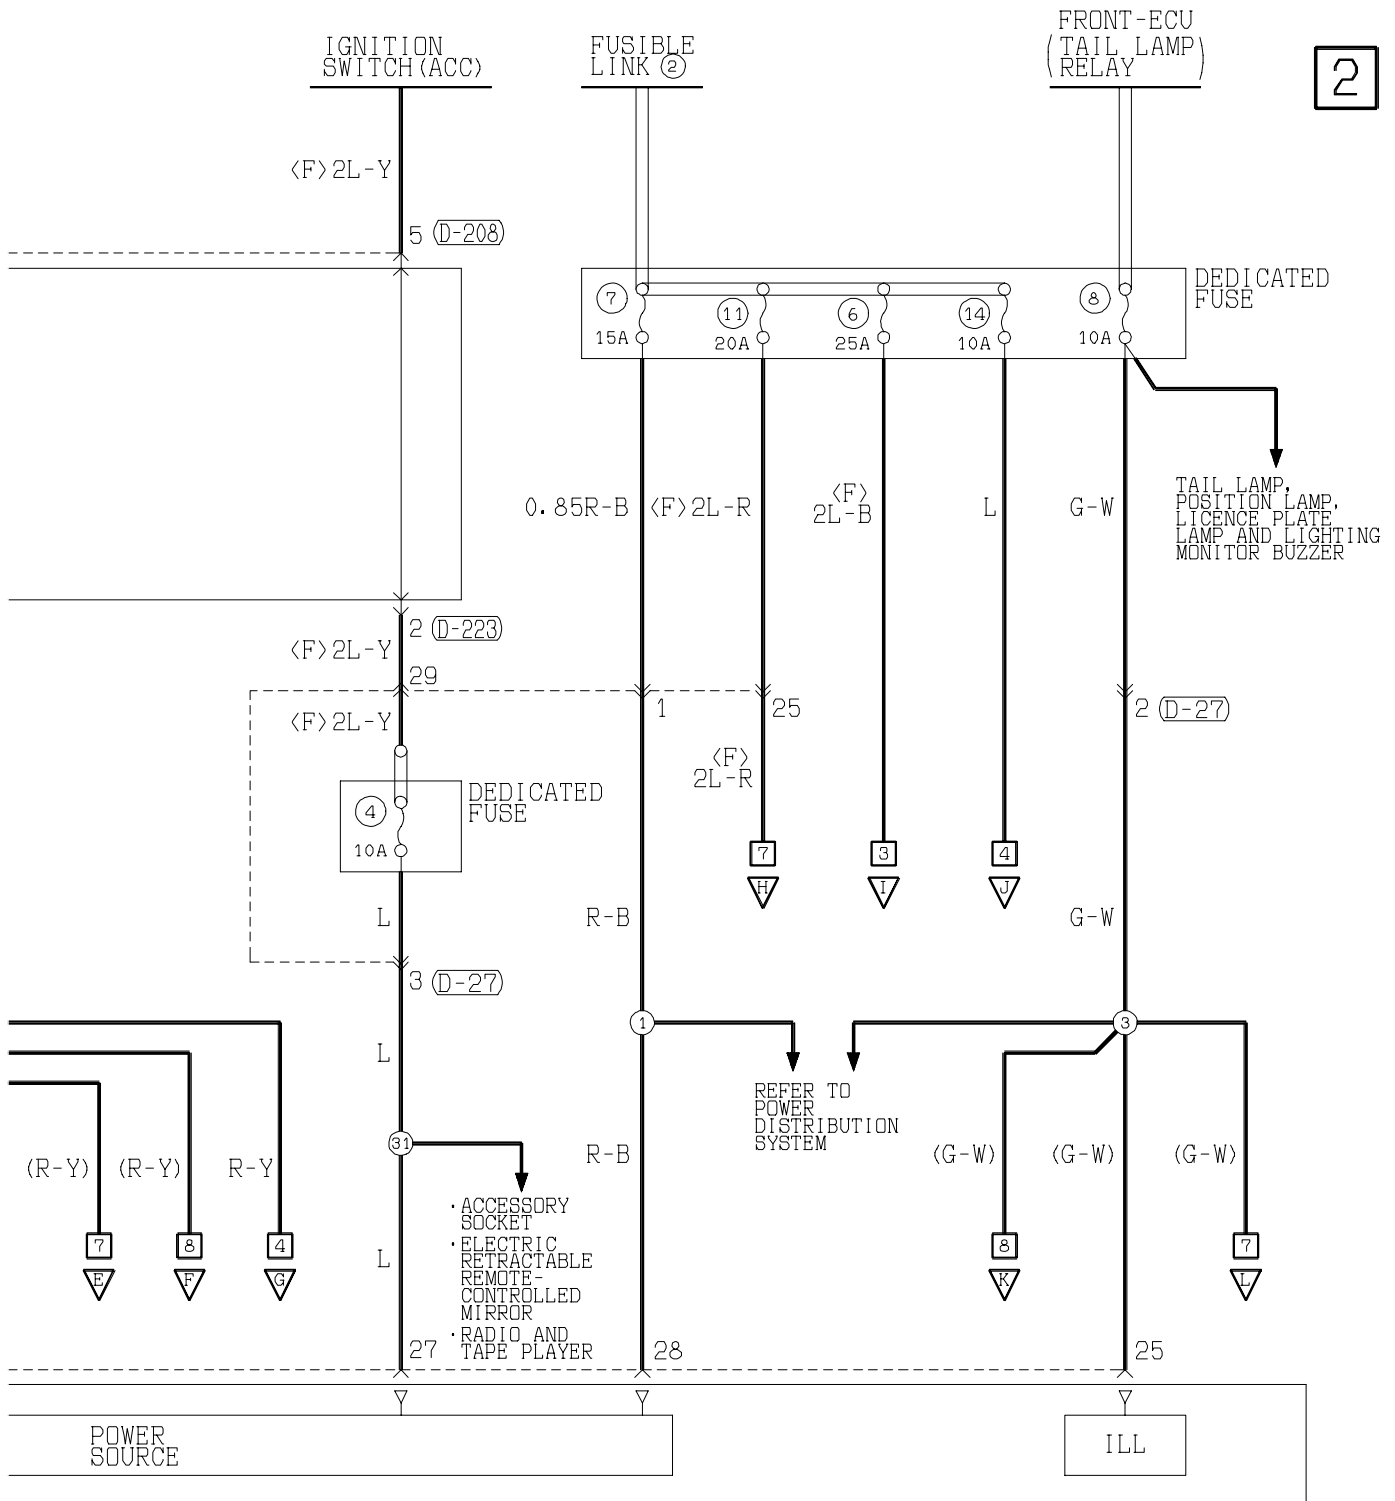 IGNITION
SWITCH(ACC)
FUSIBLE
LINK ②
FRONT-ECU
(TAIL LAMP
RELAY)
2
<F>2L-Y
5 (D-208)
DEDICATED
FUSE
7
11
6
14
8
15A
20A
25A
10A
10A
0.85R-B
<F>2L-R
<F>
2L-B
L
G-W
TAIL LAMP,
POSITION LAMP,
LICENCE PLATE
LAMP AND LIGHTING
MONITOR BUZZER
2 (D-223)
<F>2L-Y
29
1
25
2 (D-27)
<F>2L-Y
<F>
2L-R
DEDICATED
FUSE
4
10A
7
3
4
H
I
J
L
R-B
G-W
3 (D-27)
1
3
L
REFER TO
POWER
DISTRIBUTION
SYSTEM
31
(R-Y)
(R-Y)
R-Y
R-B
(G-W)
(G-W)
(G-W)
·ACCESSORY
SOCKET
·ELECTRIC
RETRACTABLE
REMOTE-
CONTROLLED
MIRROR
·RADIO AND
TAPE PLAYER
7
8
4
L
8
7
E
F
G
K
L
27
28
25
POWER
SOURCE
ILL